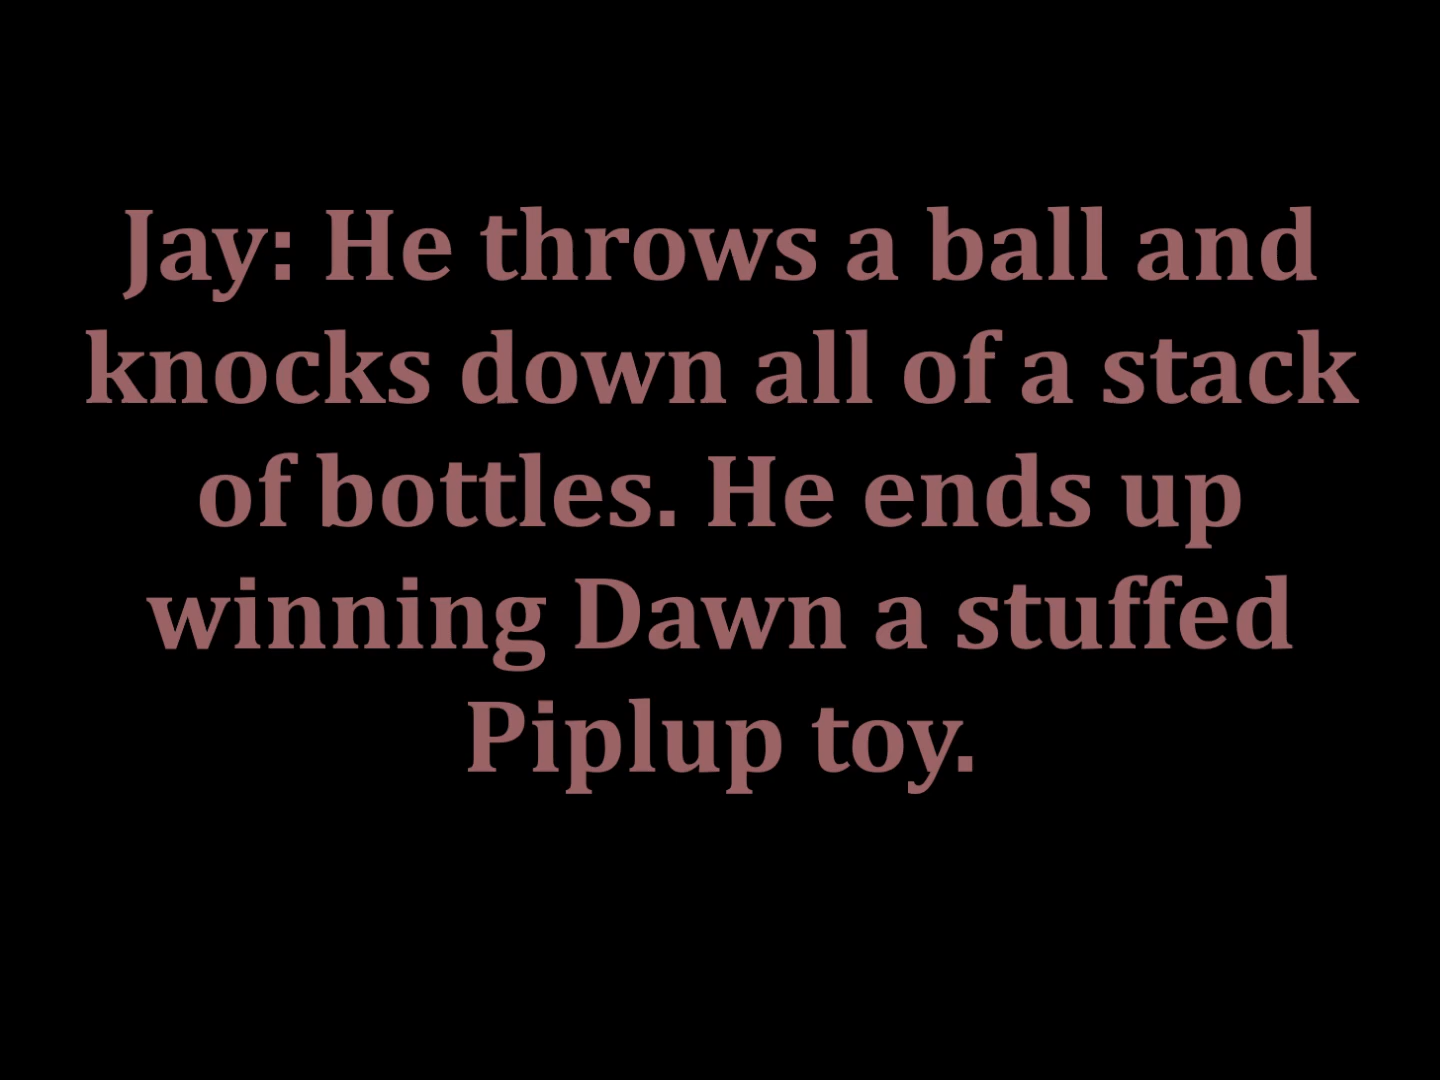 Jay: He throws a ball and
knocks down all of a stack
of bottles. He ends up
winning Dawn a stuffed
Piplup toy.